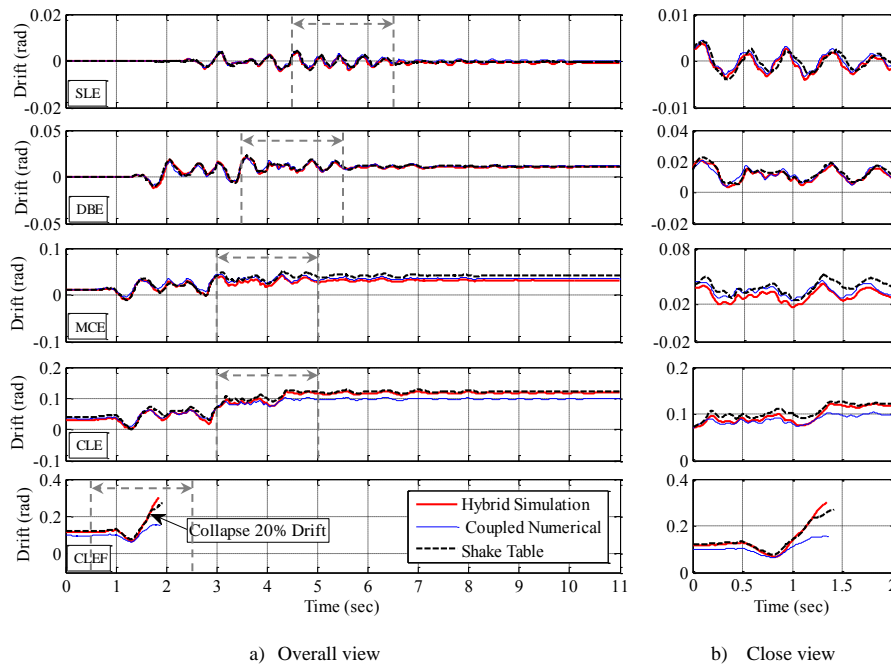 0.02
0.01
Drift (rad)
0
0
SLE
-0.02
-0.01
0.05
0.04
Drift (rad)
0.02
0
0
DBE
-0.05
-0.02
0.1
0.08
Drift (rad)
0
0.02
MCE
-0.1
-0.02
0.2
0.2
Drift (rad)
0.1
0.1
0
CLE
-0.1
0
0.4
0.4
Drift (rad)
0.2
Hybrid Simulation
0.2
Collapse 20% Drift
Coupled Numerical
0
CLEF
Shake Table
0
0 1 2 3 4 5 6 7 8 9 10 11
0 0.5 1 1.5 2
Time (sec)
Time (sec)
a) Overall view
b) Close view